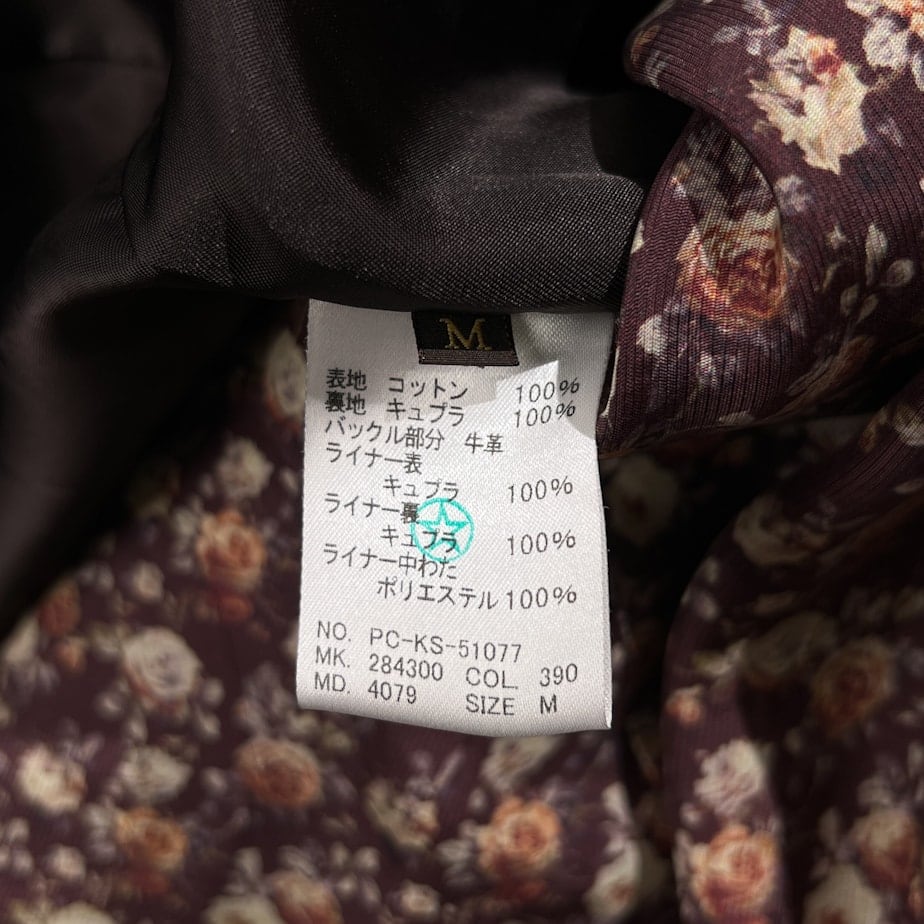 M
表地 コットン 100%
裏地 キュプラ 100%
バックル部分 牛革
ライナー表
キュプラ 100%
ライナー裏
キュプラ 100%
ライナー中わた
ポリエステル 100%
NO. PC-KS-51077
MK. 284300 COL. 390
MD. 4079 SIZE M